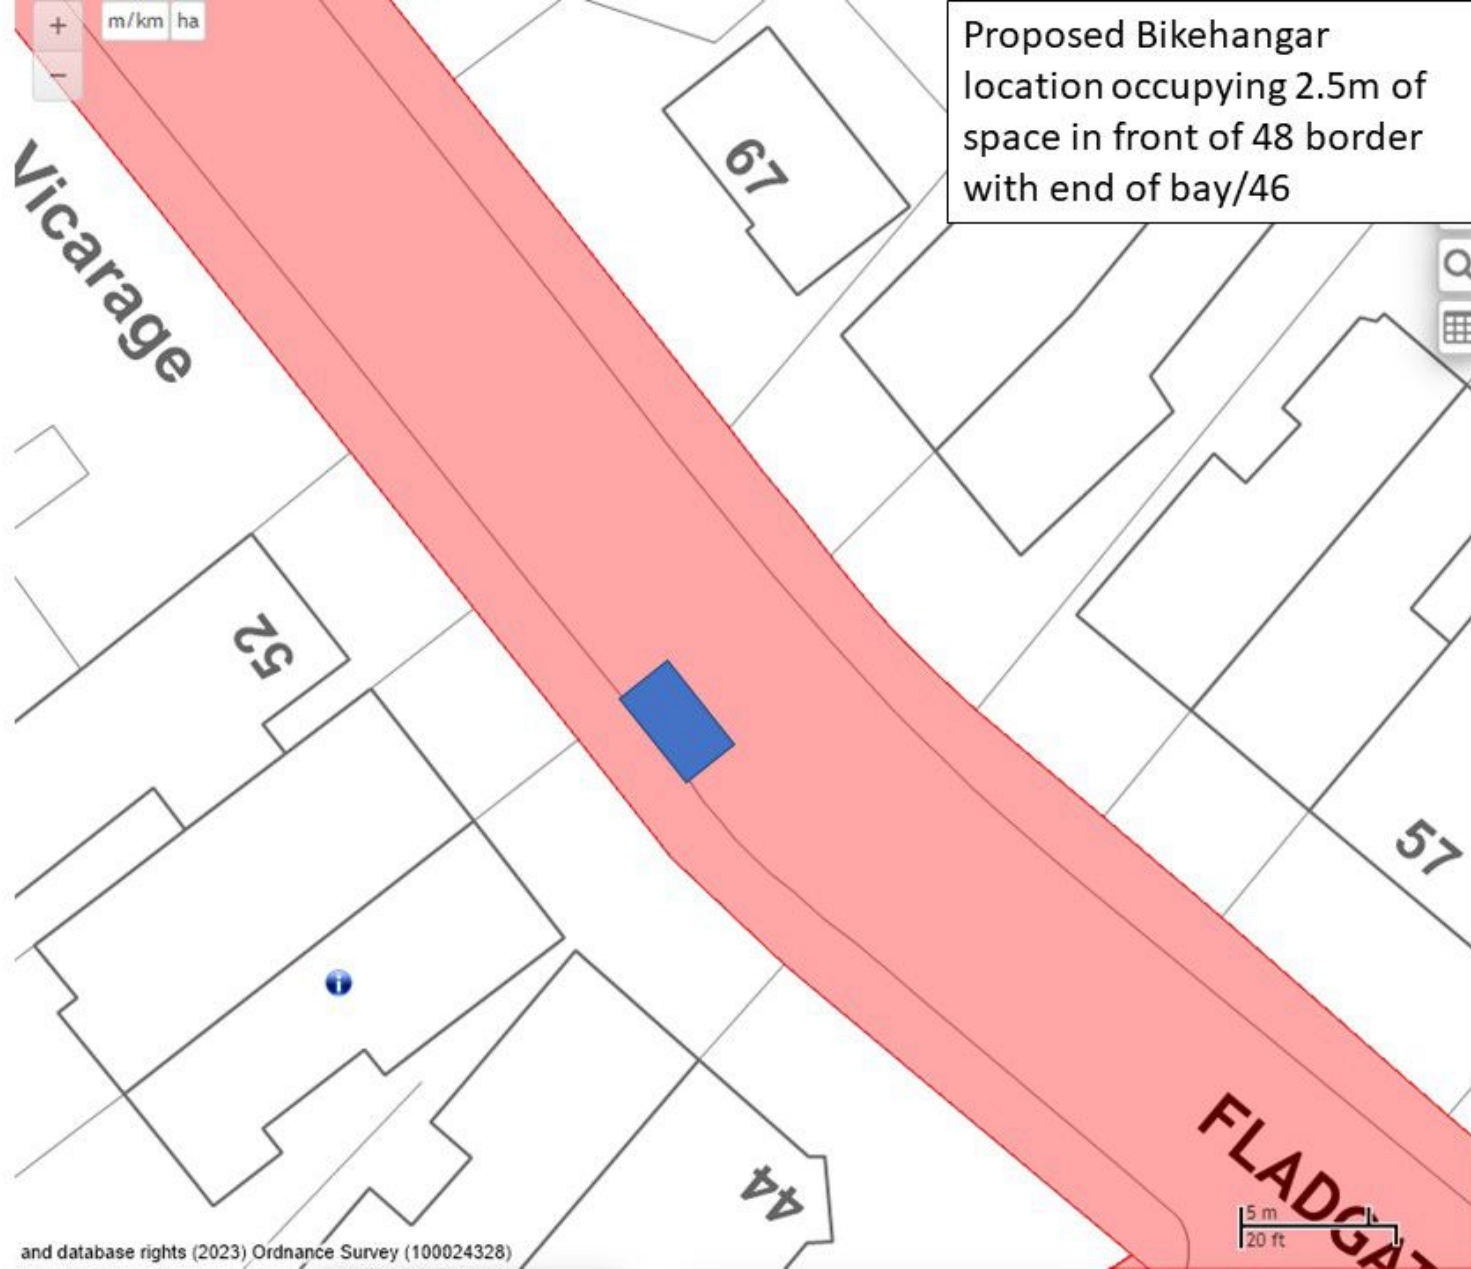 +
m/km ha
−
Proposed Bikehangar
location occupying 2.5m of
space in front of 48 border
with end of bay/46
Vicarage
67
52
57
44
i
FLADGAT
5 m
20 ft
and database rights (2023) Ordnance Survey (100024328)